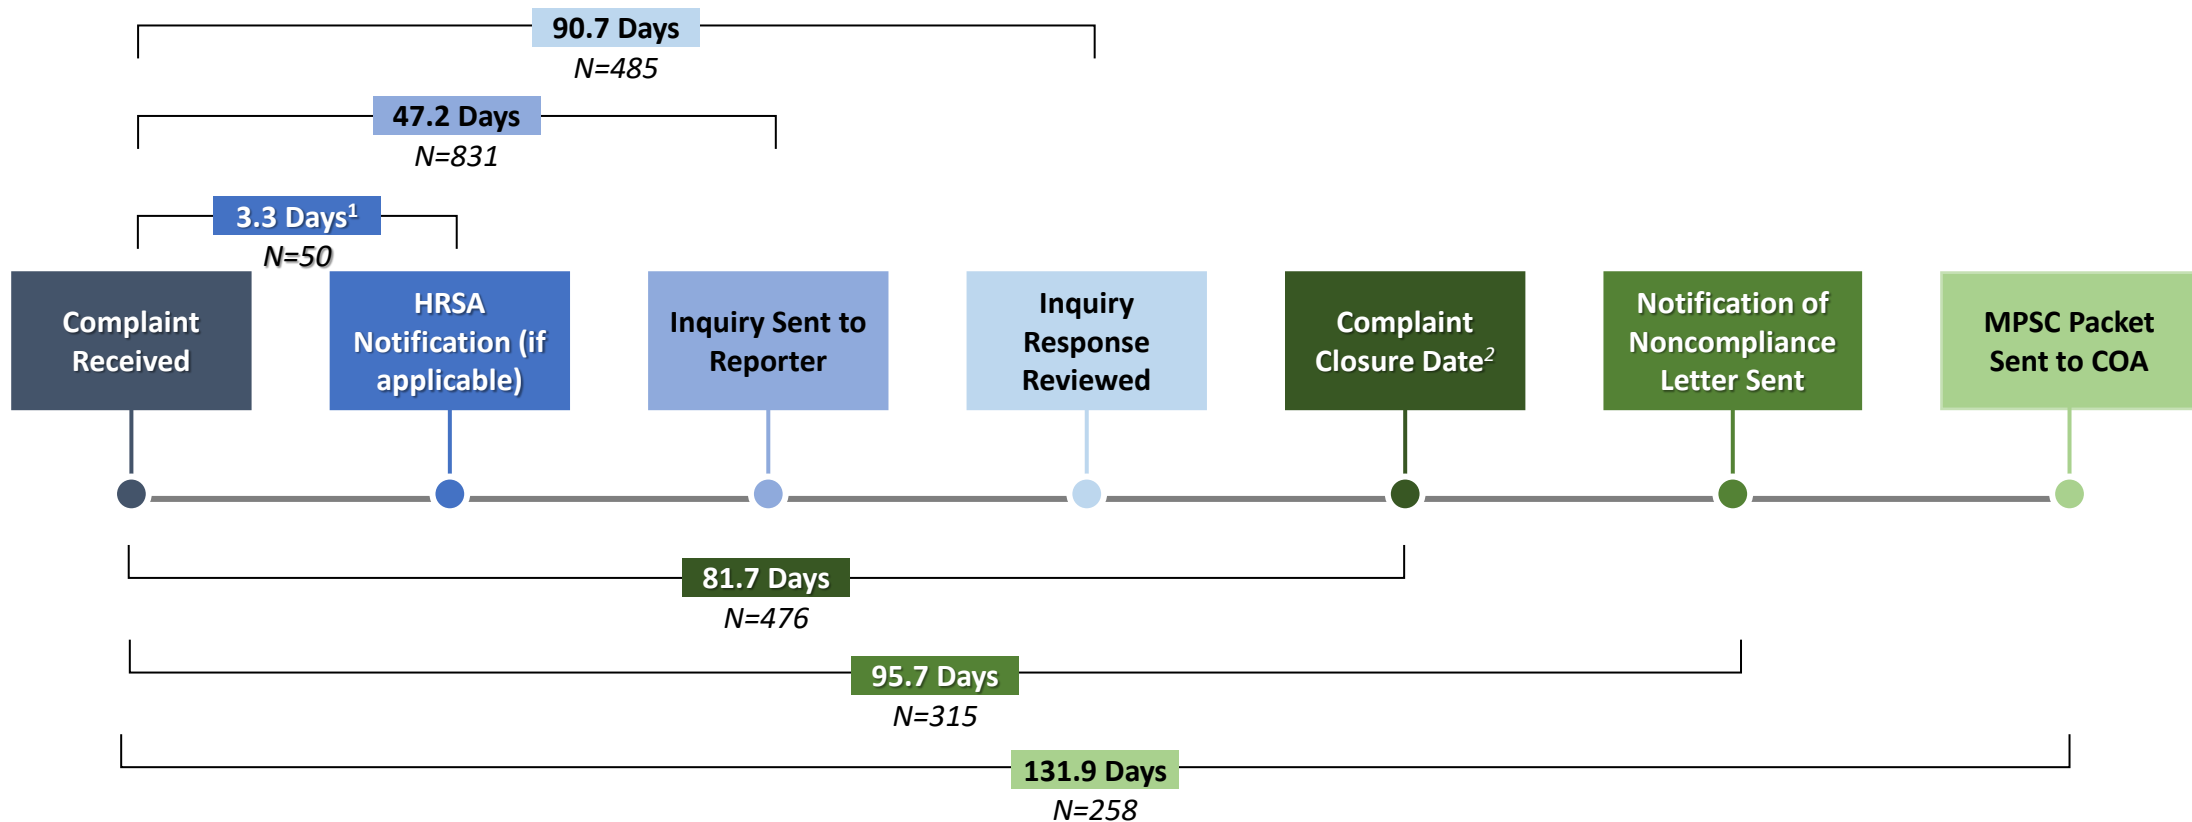 90.7 Days
N=485
47.2 Days
N=831
3.3 Days¹
N=50
Complaint
Received
HRSA
Notification (if
applicable)
Inquiry Sent to
Reporter
Inquiry
Response
Reviewed
Complaint
Closure Date²
Notification of
Noncompliance
Letter Sent
MPSC Packet
Sent to COA
81.7 Days
N=476
95.7 Days
N=315
131.9 Days
N=258